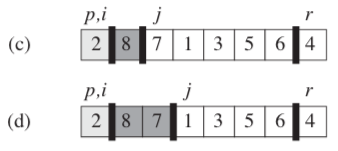 p,i j r
(c) 2 8 7 1 3 5 6 4
p,i j r
(d) 2 8 7 1 3 5 6 4